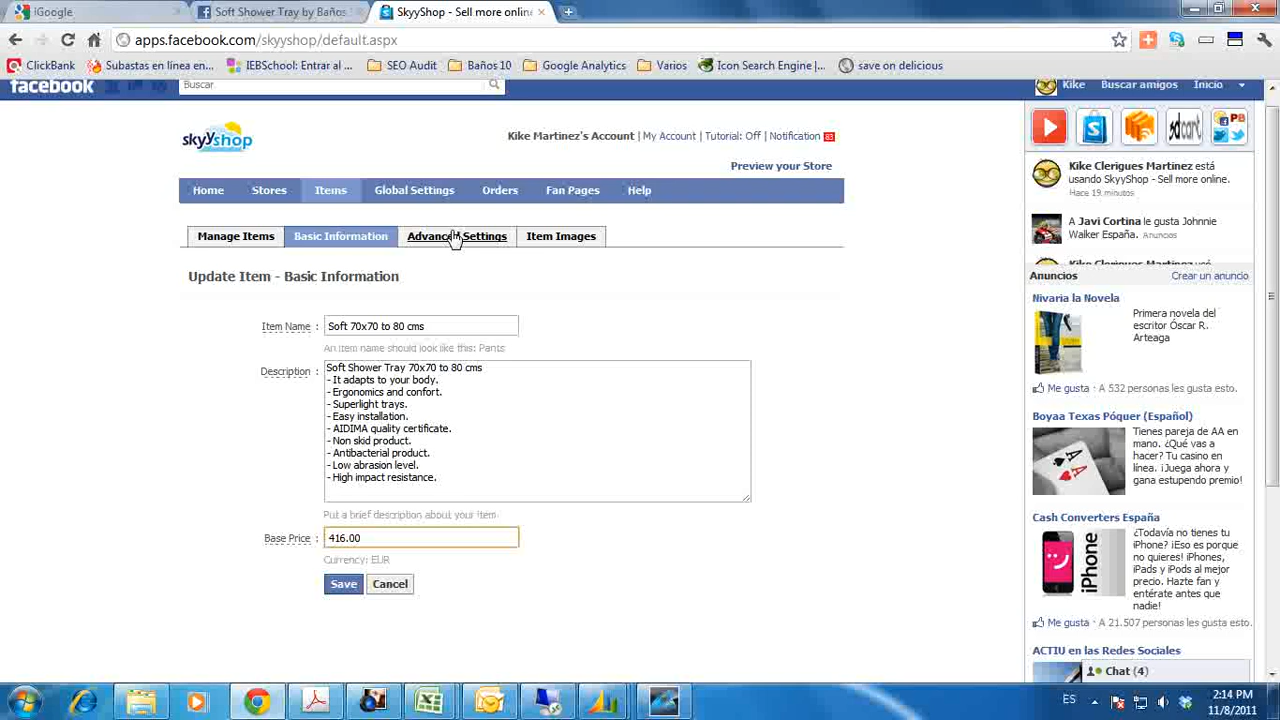 iGoogle
Soft Shower Tray by Baños
SkyyShop - Sell more online
apps.facebook.com/skyyshop/default.aspx
ClickBank
Subastas en línea en...
IEBSchool: Entrar al ...
SEO Audit
Baños 10
Google Analytics
Varios
Icon Search Engine |...
save on delicious
facebook
Buscar
Kike
Buscar amigos
Inicio
skyyshop
Kike Martinez's Account | My Account | Tutorial: Off | Notification 83
Preview your Store
Home
Stores
Items
Global Settings
Orders
Fan Pages
Help
Manage Items
Basic Information
Advanced Settings
Item Images
Update Item - Basic Information
Item Name :
Soft 70x70 to 80 cms
An item name should look like this: Pants
Description :
Soft Shower Tray 70x70 to 80 cms
- It adapts to your body.
- Ergonomics and confort.
- Superlight trays.
- Easy installation.
- AIDIMA quality certificate.
- Non skid product.
- Antibacterial product.
- Low abrasion level.
- High impact resistance.
Put a brief description about your item.
Base Price :
416.00
Currency: EUR
Save
Cancel
3dcart
PB
Kike Clerigues Martinez está
usando SkyyShop - Sell more online.
Hace 19 minutos
A Javi Cortina le gusta Johnnie
Walker España. · Anuncios
Kike Clerigues Martinez usó
Anuncios
Crear un anuncio
Nivaria la Novela
Primera novela del
escritor Óscar R.
Arteaga
Me gusta · A 532 personas les gusta esto.
Boyaa Texas Póquer (Español)
Tienes pareja de AA en
mano. ¿Qué vas a
hacer? Tu casino en
línea. ¡Juega ahora y
gana estupendo premio!
Cash Converters España
¿Todavía no tienes tu
iPhone? ¡Eso es porque
no quieres! iPhones,
iPads y iPods al mejor
precio. Hazte fan y
entérate antes que
nadie!
iPhone
Me gusta · A 21.507 personas les gusta esto.
ACTIU en las Redes Sociales
Chat (4)
ES
2:14 PM
11/8/2011